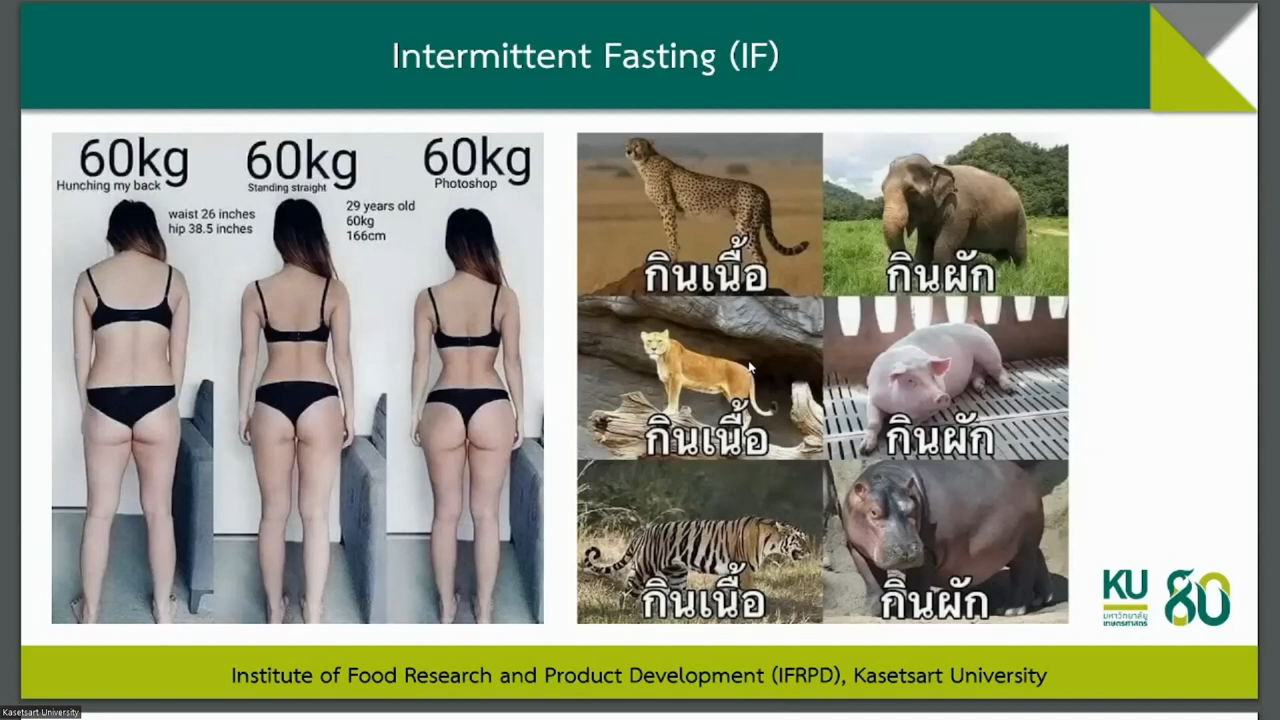 Intermittent Fasting (IF)
60kg
Hunching my back
waist 26 inches
hip 38.5 inches
60kg
Standing straight
29 years old
60kg
166cm
60kg
Photoshop
กินเนื้อ
กินผัก
กินเนื้อ
กินผัก
กินเนื้อ
กินผัก
KU
มหาวิทยาลัย
เกษตรศาสตร์
80
Institute of Food Research and Product Development (IFRPD), Kasetsart University
Kasetsart University